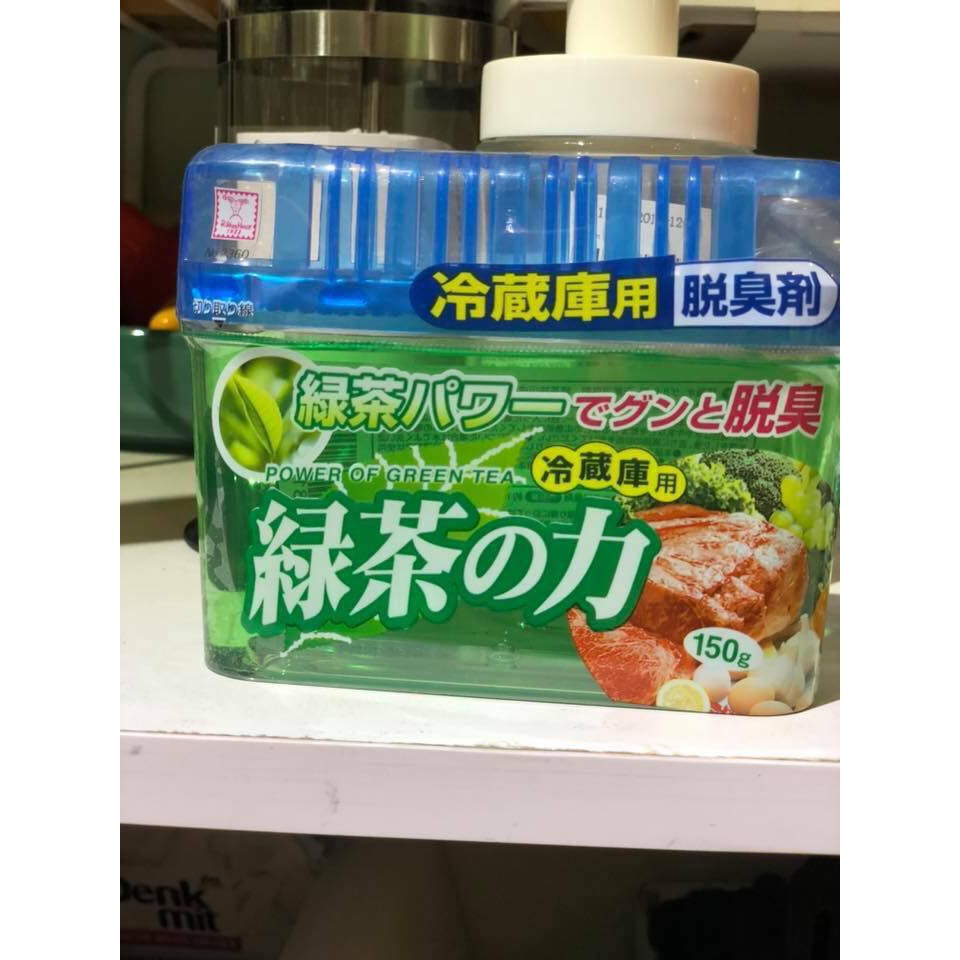 冷蔵庫用 脱臭剤
切り取り線
緑茶パワーでグンと脱臭
POWER OF GREEN TEA
冷蔵庫用
緑茶の力
150g
Denk
mit